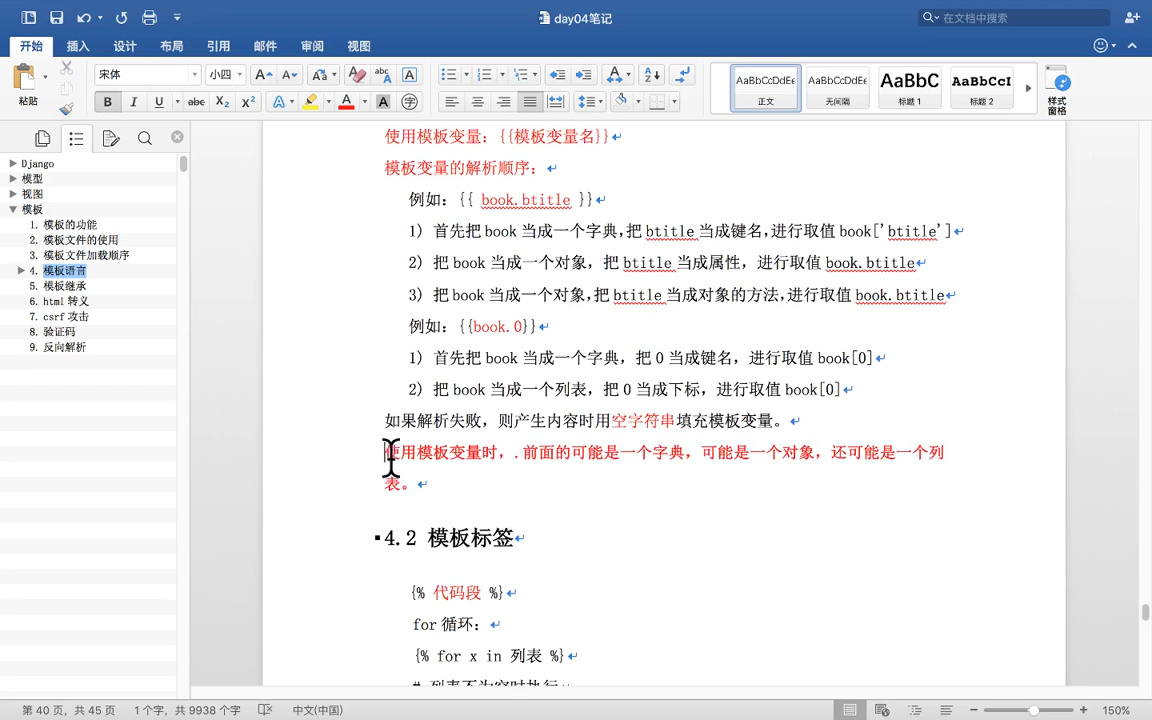 day04笔记
在文档中搜索
开始 插入 设计 布局 引用 邮件 审阅 视图
粘贴
宋体 小四
AaBbCcDdEe AaBbCcDdEe AaBbC AaBbCcI
正文 无间隔 标题 1 标题 2
样式
窗格
Django
模型
视图
模板
1. 模板的功能
2. 模板文件的使用
3. 模板文件加载顺序
4. 模板语言
5. 模板继承
6. html 转义
7. csrf 攻击
8. 验证码
9. 反向解析
使用模板变量：{{模板变量名}}
模板变量的解析顺序：
例如：{{ book.btitle }}
1) 首先把 book 当成一个字典,把 btitle 当成键名,进行取值 book['btitle']
2) 把 book 当成一个对象，把 btitle 当成属性，进行取值 book.btitle
3) 把 book 当成一个对象,把 btitle 当成对象的方法,进行取值 book.btitle
例如：{{book.0}}
1) 首先把 book 当成一个字典，把 0 当成键名，进行取值 book[0]
2) 把 book 当成一个列表，把 0 当成下标，进行取值 book[0]
如果解析失败，则产生内容时用空字符串填充模板变量。
使用模板变量时，.前面的可能是一个字典，可能是一个对象，还可能是一个列
表。
4.2 模板标签
{% 代码段 %}
for 循环：
{% for x in 列表 %}
# 列表不为空时执行
第 40 页，共 45 页 1 个字，共 9938 个字 中文(中国) 150%